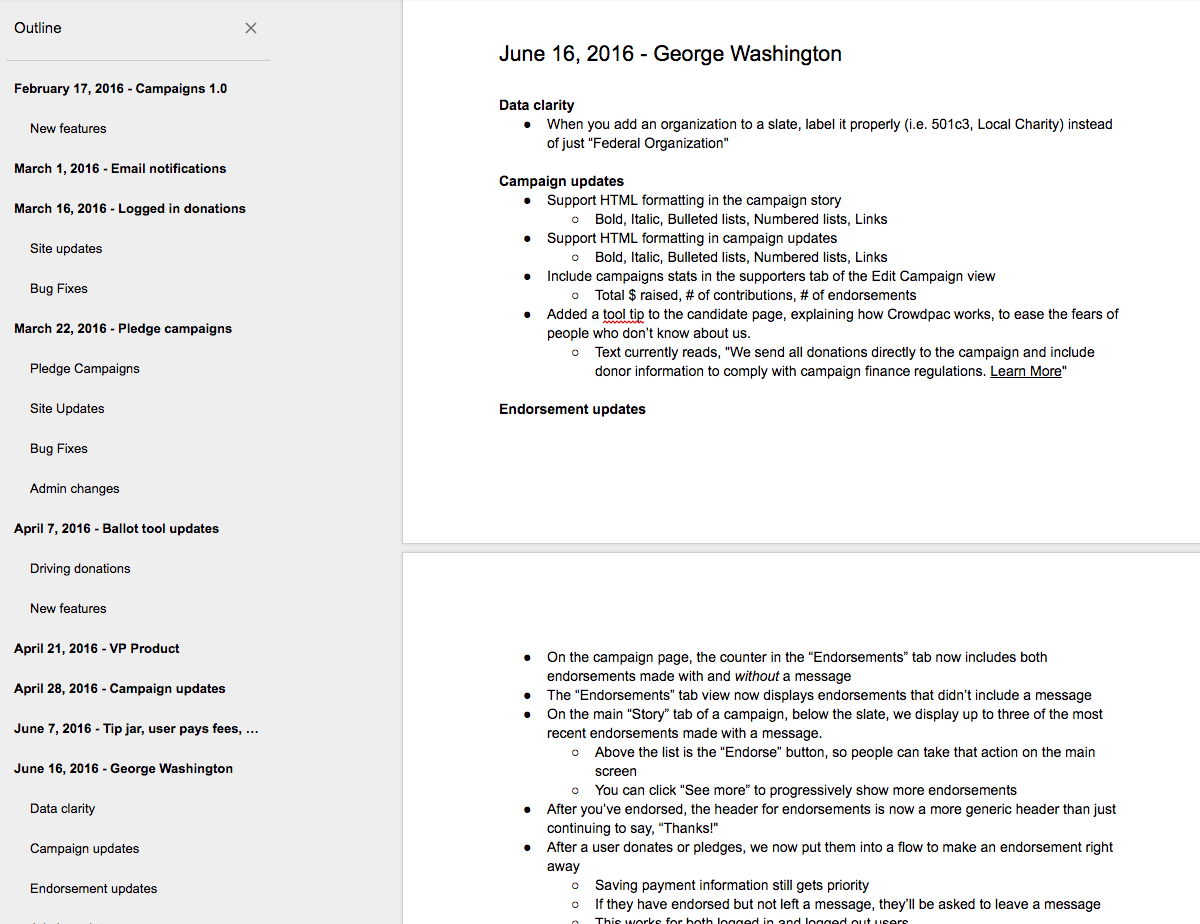 Outline
February 17, 2016 - Campaigns 1.0
New features
March 1, 2016 - Email notifications
March 16, 2016 - Logged in donations
Site updates
Bug Fixes
March 22, 2016 - Pledge campaigns
Pledge Campaigns
Site Updates
Bug Fixes
Admin changes
April 7, 2016 - Ballot tool updates
Driving donations
New features
April 21, 2016 - VP Product
April 28, 2016 - Campaign updates
June 7, 2016 - Tip jar, user pays fees, ...
June 16, 2016 - George Washington
Data clarity
Campaign updates
Endorsement updates
June 16, 2016 - George Washington
Data clarity
● When you add an organization to a slate, label it properly (i.e. 501c3, Local Charity) instead
of just "Federal Organization"
Campaign updates
● Support HTML formatting in the campaign story
○ Bold, Italic, Bulleted lists, Numbered lists, Links
● Support HTML formatting in campaign updates
○ Bold, Italic, Bulleted lists, Numbered lists, Links
● Include campaigns stats in the supporters tab of the Edit Campaign view
○ Total $ raised, # of contributions, # of endorsements
● Added a tool tip to the candidate page, explaining how Crowdpac works, to ease the fears of
people who don’t know about us.
○ Text currently reads, "We send all donations directly to the campaign and include
donor information to comply with campaign finance regulations. Learn More"
Endorsement updates
● On the campaign page, the counter in the “Endorsements” tab now includes both
endorsements made with and without a message
● The “Endorsements” tab view now displays endorsements that didn’t include a message
● On the main “Story” tab of a campaign, below the slate, we display up to three of the most
recent endorsements made with a message.
○ Above the list is the “Endorse” button, so people can take that action on the main
screen
○ You can click “See more” to progressively show more endorsements
● After you’ve endorsed, the header for endorsements is now a more generic header than just
continuing to say, “Thanks!"
● After a user donates or pledges, we now put them into a flow to make an endorsement right
away
○ Saving payment information still gets priority
○ If they have endorsed but not left a message, they’ll be asked to leave a message
○ This works for both logged in and logged out users